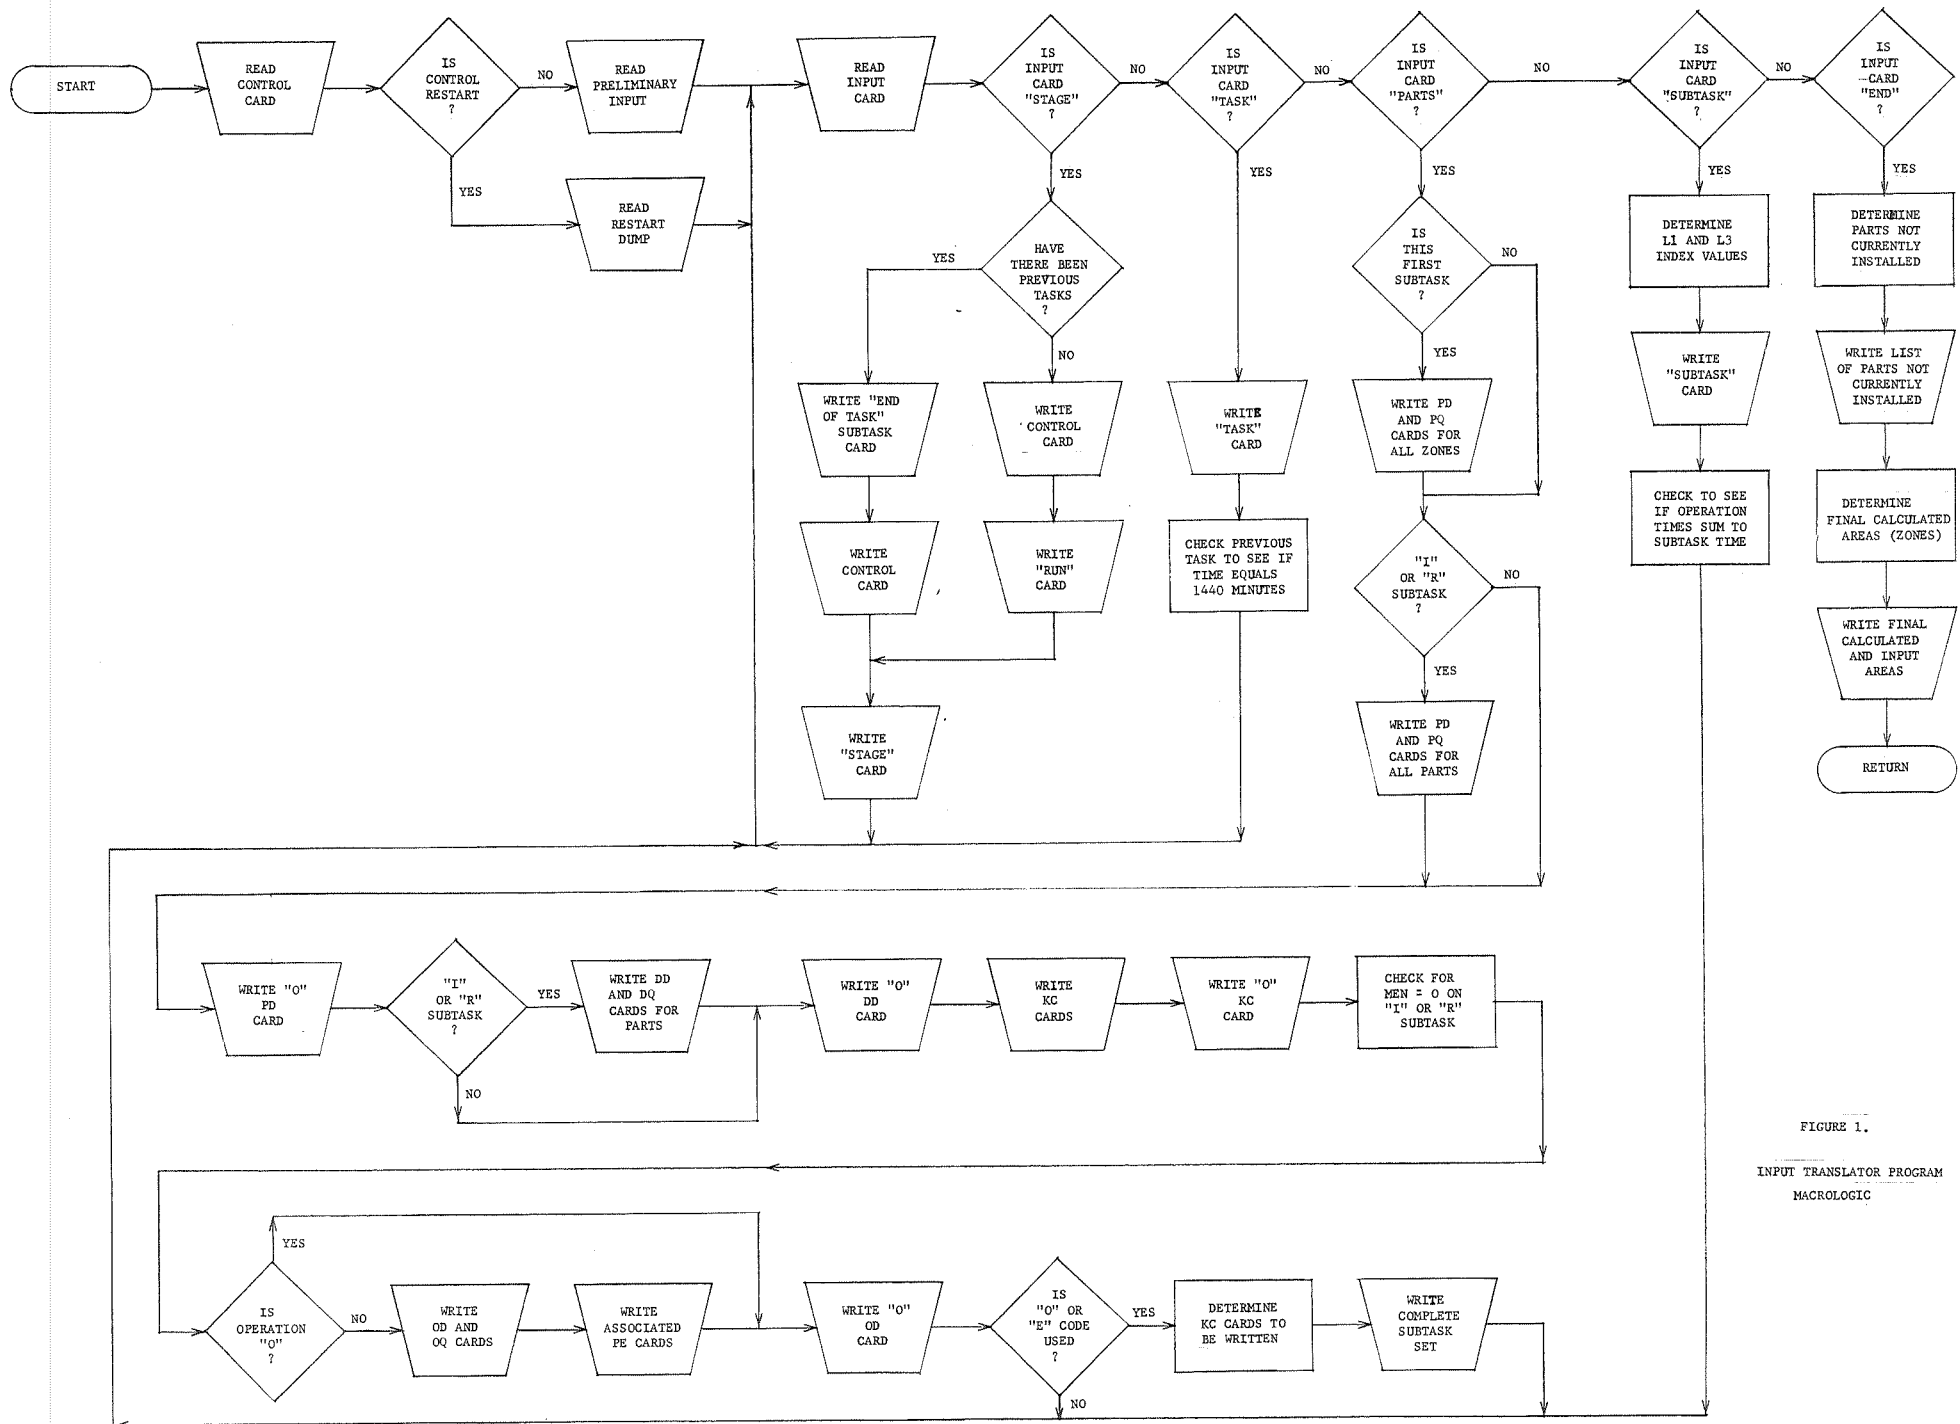 START
READ
CONTROL
CARD
IS
CONTROL
RESTART
?
NO
YES
READ
PRELIMINARY
INPUT
READ
RESTART
DUMP
READ
INPUT
CARD
IS
INPUT
CARD
"STAGE"
?
NO
YES
IS
INPUT
CARD
"TASK"
?
NO
YES
IS
INPUT
CARD
"PARTS"
?
NO
YES
IS
INPUT
CARD
"SUBTASK"
?
NO
YES
IS
INPUT
CARD
"END"
?
YES
HAVE
THERE BEEN
PREVIOUS
TASKS
?
YES
NO
WRITE "END
OF TASK"
SUBTASK
CARD
WRITE
CONTROL
CARD
WRITE
CONTROL
CARD
WRITE
"RUN"
CARD
WRITE
"STAGE"
CARD
WRITE
"TASK"
CARD
CHECK PREVIOUS
TASK TO SEE IF
TIME EQUALS
1440 MINUTES
IS
THIS
FIRST
SUBTASK
?
NO
YES
WRITE PD
AND PQ
CARDS FOR
ALL ZONES
"I"
OR "R"
SUBTASK
?
NO
YES
WRITE PD
AND PQ
CARDS FOR
ALL PARTS
DETERMINE
L1 AND L3
INDEX VALUES
WRITE
"SUBTASK"
CARD
CHECK TO SEE
IF OPERATION
TIMES SUM TO
SUBTASK TIME
DETERMINE
PARTS NOT
CURRENTLY
INSTALLED
WRITE LIST
OF PARTS NOT
CURRENTLY
INSTALLED
DETERMINE
FINAL CALCULATED
AREAS (ZONES)
WRITE FINAL
CALCULATED
AND INPUT
AREAS
RETURN
WRITE "O"
PD
CARD
"I"
OR "R"
SUBTASK
?
YES
NO
WRITE DD
AND DQ
CARDS FOR
PARTS
WRITE "O"
DD
CARD
WRITE
KC
CARDS
WRITE "O"
KC
CARD
CHECK FOR
MEN = O ON
"I" OR "R"
SUBTASK
IS
OPERATION
"O"
?
YES
NO
WRITE
OD AND
OQ CARDS
WRITE
ASSOCIATED
PE CARDS
WRITE "O"
OD
CARD
IS
"O" OR
"E" CODE
USED
?
YES
NO
DETERMINE
KC CARDS TO
BE WRITTEN
WRITE
COMPLETE
SUBTASK
SET
FIGURE 1.
INPUT TRANSLATOR PROGRAM
MACROLOGIC